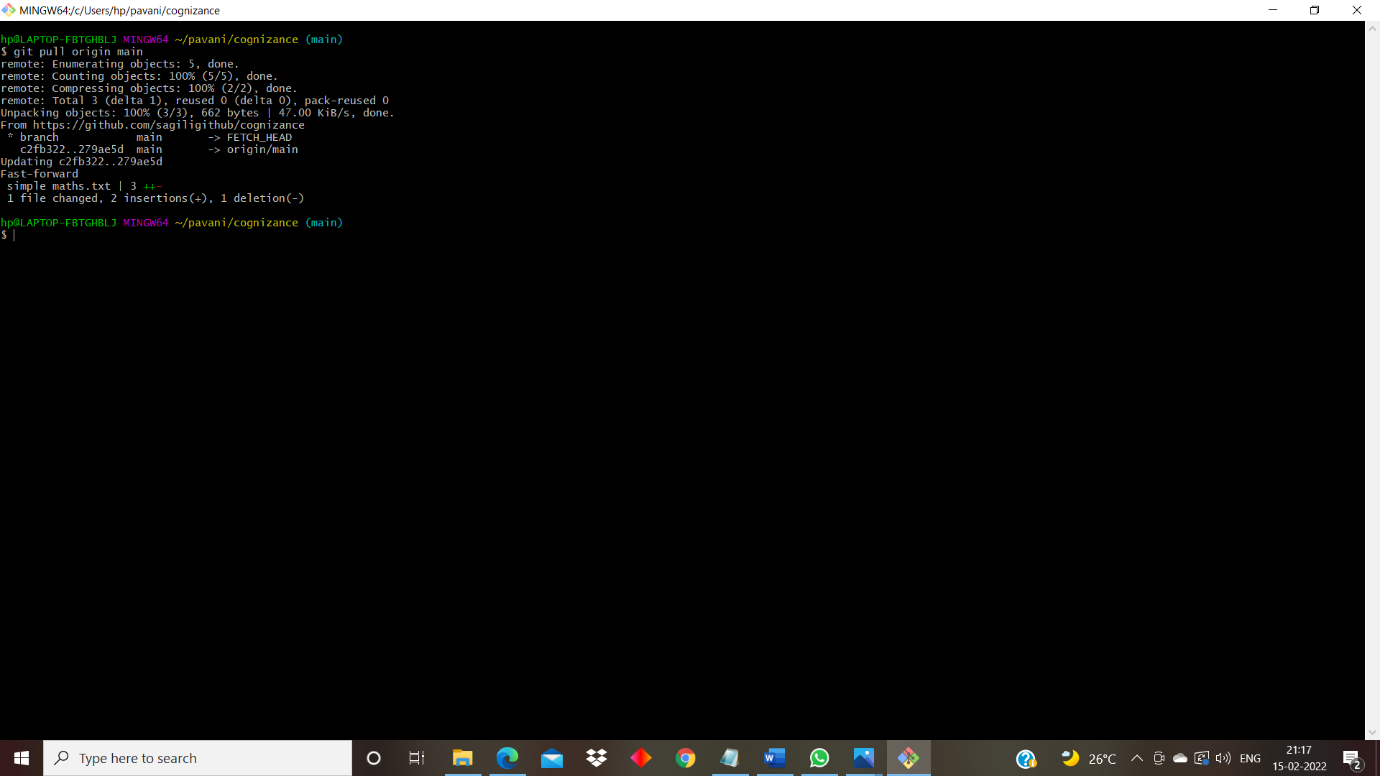 MINGW64:/c/Users/hp/pavani/cognizance
hp@LAPTOP-FBTGHBLJ MINGW64 ~/pavani/cognizance (main)
$ git pull origin main
remote: Enumerating objects: 5, done.
remote: Counting objects: 100% (5/5), done.
remote: Compressing objects: 100% (2/2), done.
remote: Total 3 (delta 1), reused 0 (delta 0), pack-reused 0
Unpacking objects: 100% (3/3), 662 bytes | 47.00 KiB/s, done.
From https://github.com/sagiligithub/cognizance
 * branch            main       -> FETCH_HEAD
   c2fb322..279ae5d  main       -> origin/main
Updating c2fb322..279ae5d
Fast-forward
 simple maths.txt | 3 ++-
 1 file changed, 2 insertions(+), 1 deletion(-)
hp@LAPTOP-FBTGHBLJ MINGW64 ~/pavani/cognizance (main)
$
Type here to search
26°C
ENG
21:17
15-02-2022
2